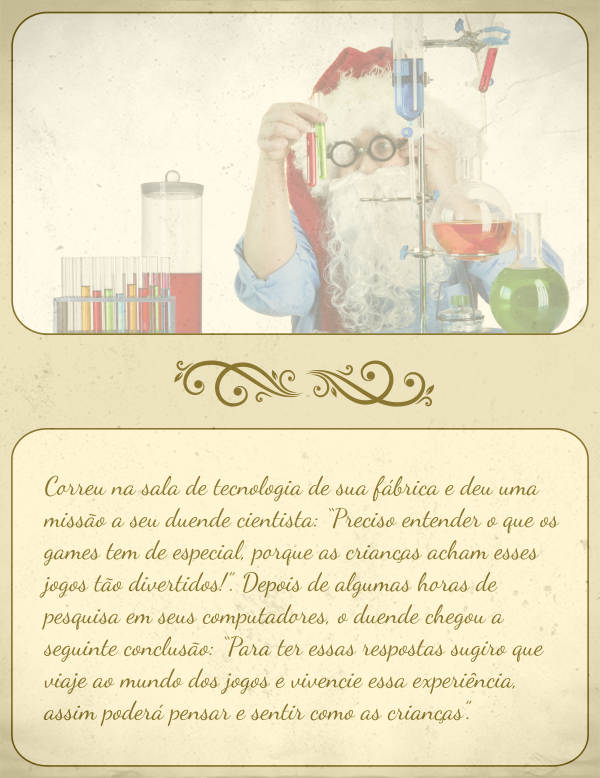 Correu na sala de tecnologia de sua fábrica e deu uma
missão a seu duende cientista: “Preciso entender o que os
games tem de especial, porque as crianças acham esses
jogos tão divertidos!”. Depois de algumas horas de
pesquisa em seus computadores, o duende chegou a
seguinte conclusão: “Para ter essas respostas sugiro que
viaje ao mundo dos jogos e vivencie essa experiência,
assim poderá pensar e sentir como as crianças”.